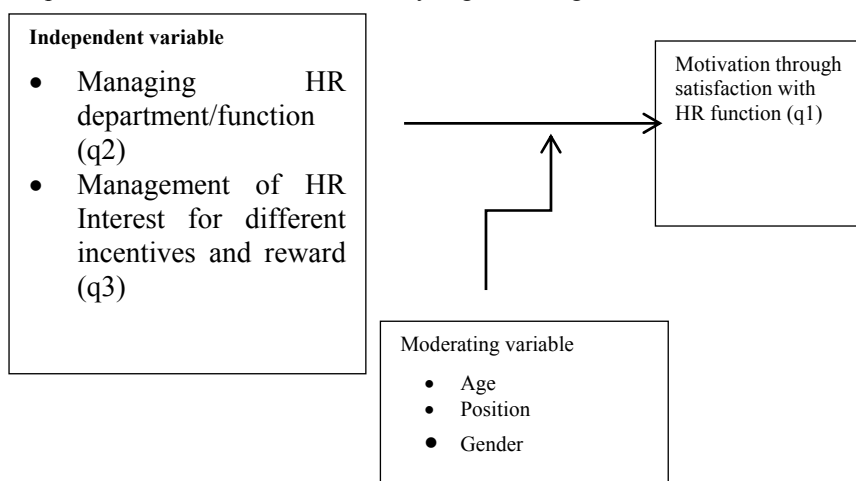 Independent variable
• Managing HR
department/function
(q2)
• Management of HR
Interest for different
incentives and reward
(q3)
Motivation through
satisfaction with
HR function (q1)
Moderating variable
• Age
• Position
• Gender